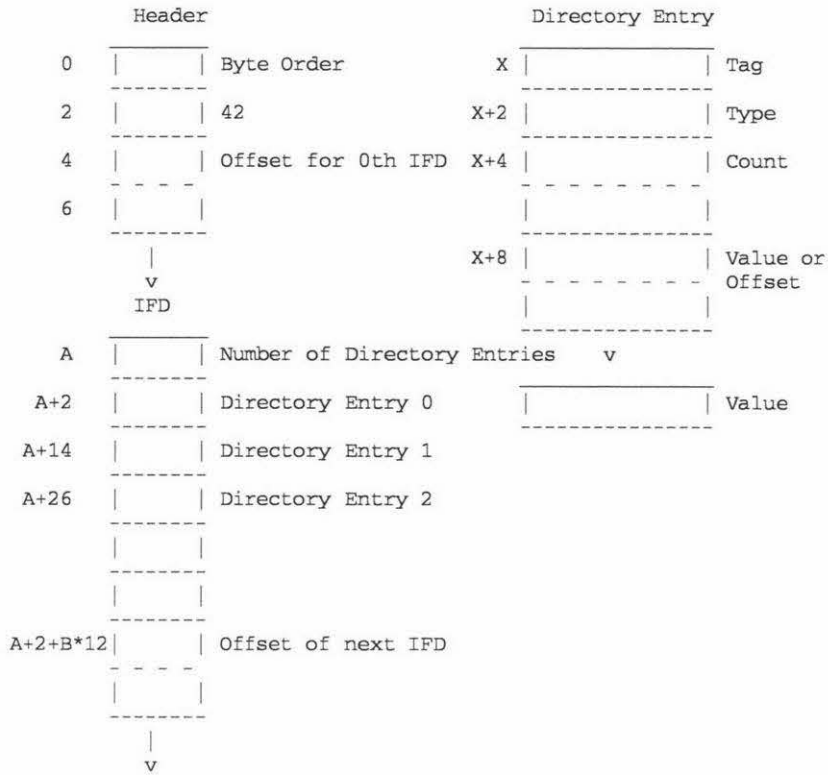 Header Directory Entry
0 Byte Order X Tag
2 42 X+2 Type
4 Offset for 0th IFD X+4 Count
6
v X+8 Value or
Offset
IFD
A Number of Directory Entries v
A+2 Directory Entry 0 Value
A+14 Directory Entry 1
A+26 Directory Entry 2
A+2+B*12 Offset of next IFD
v